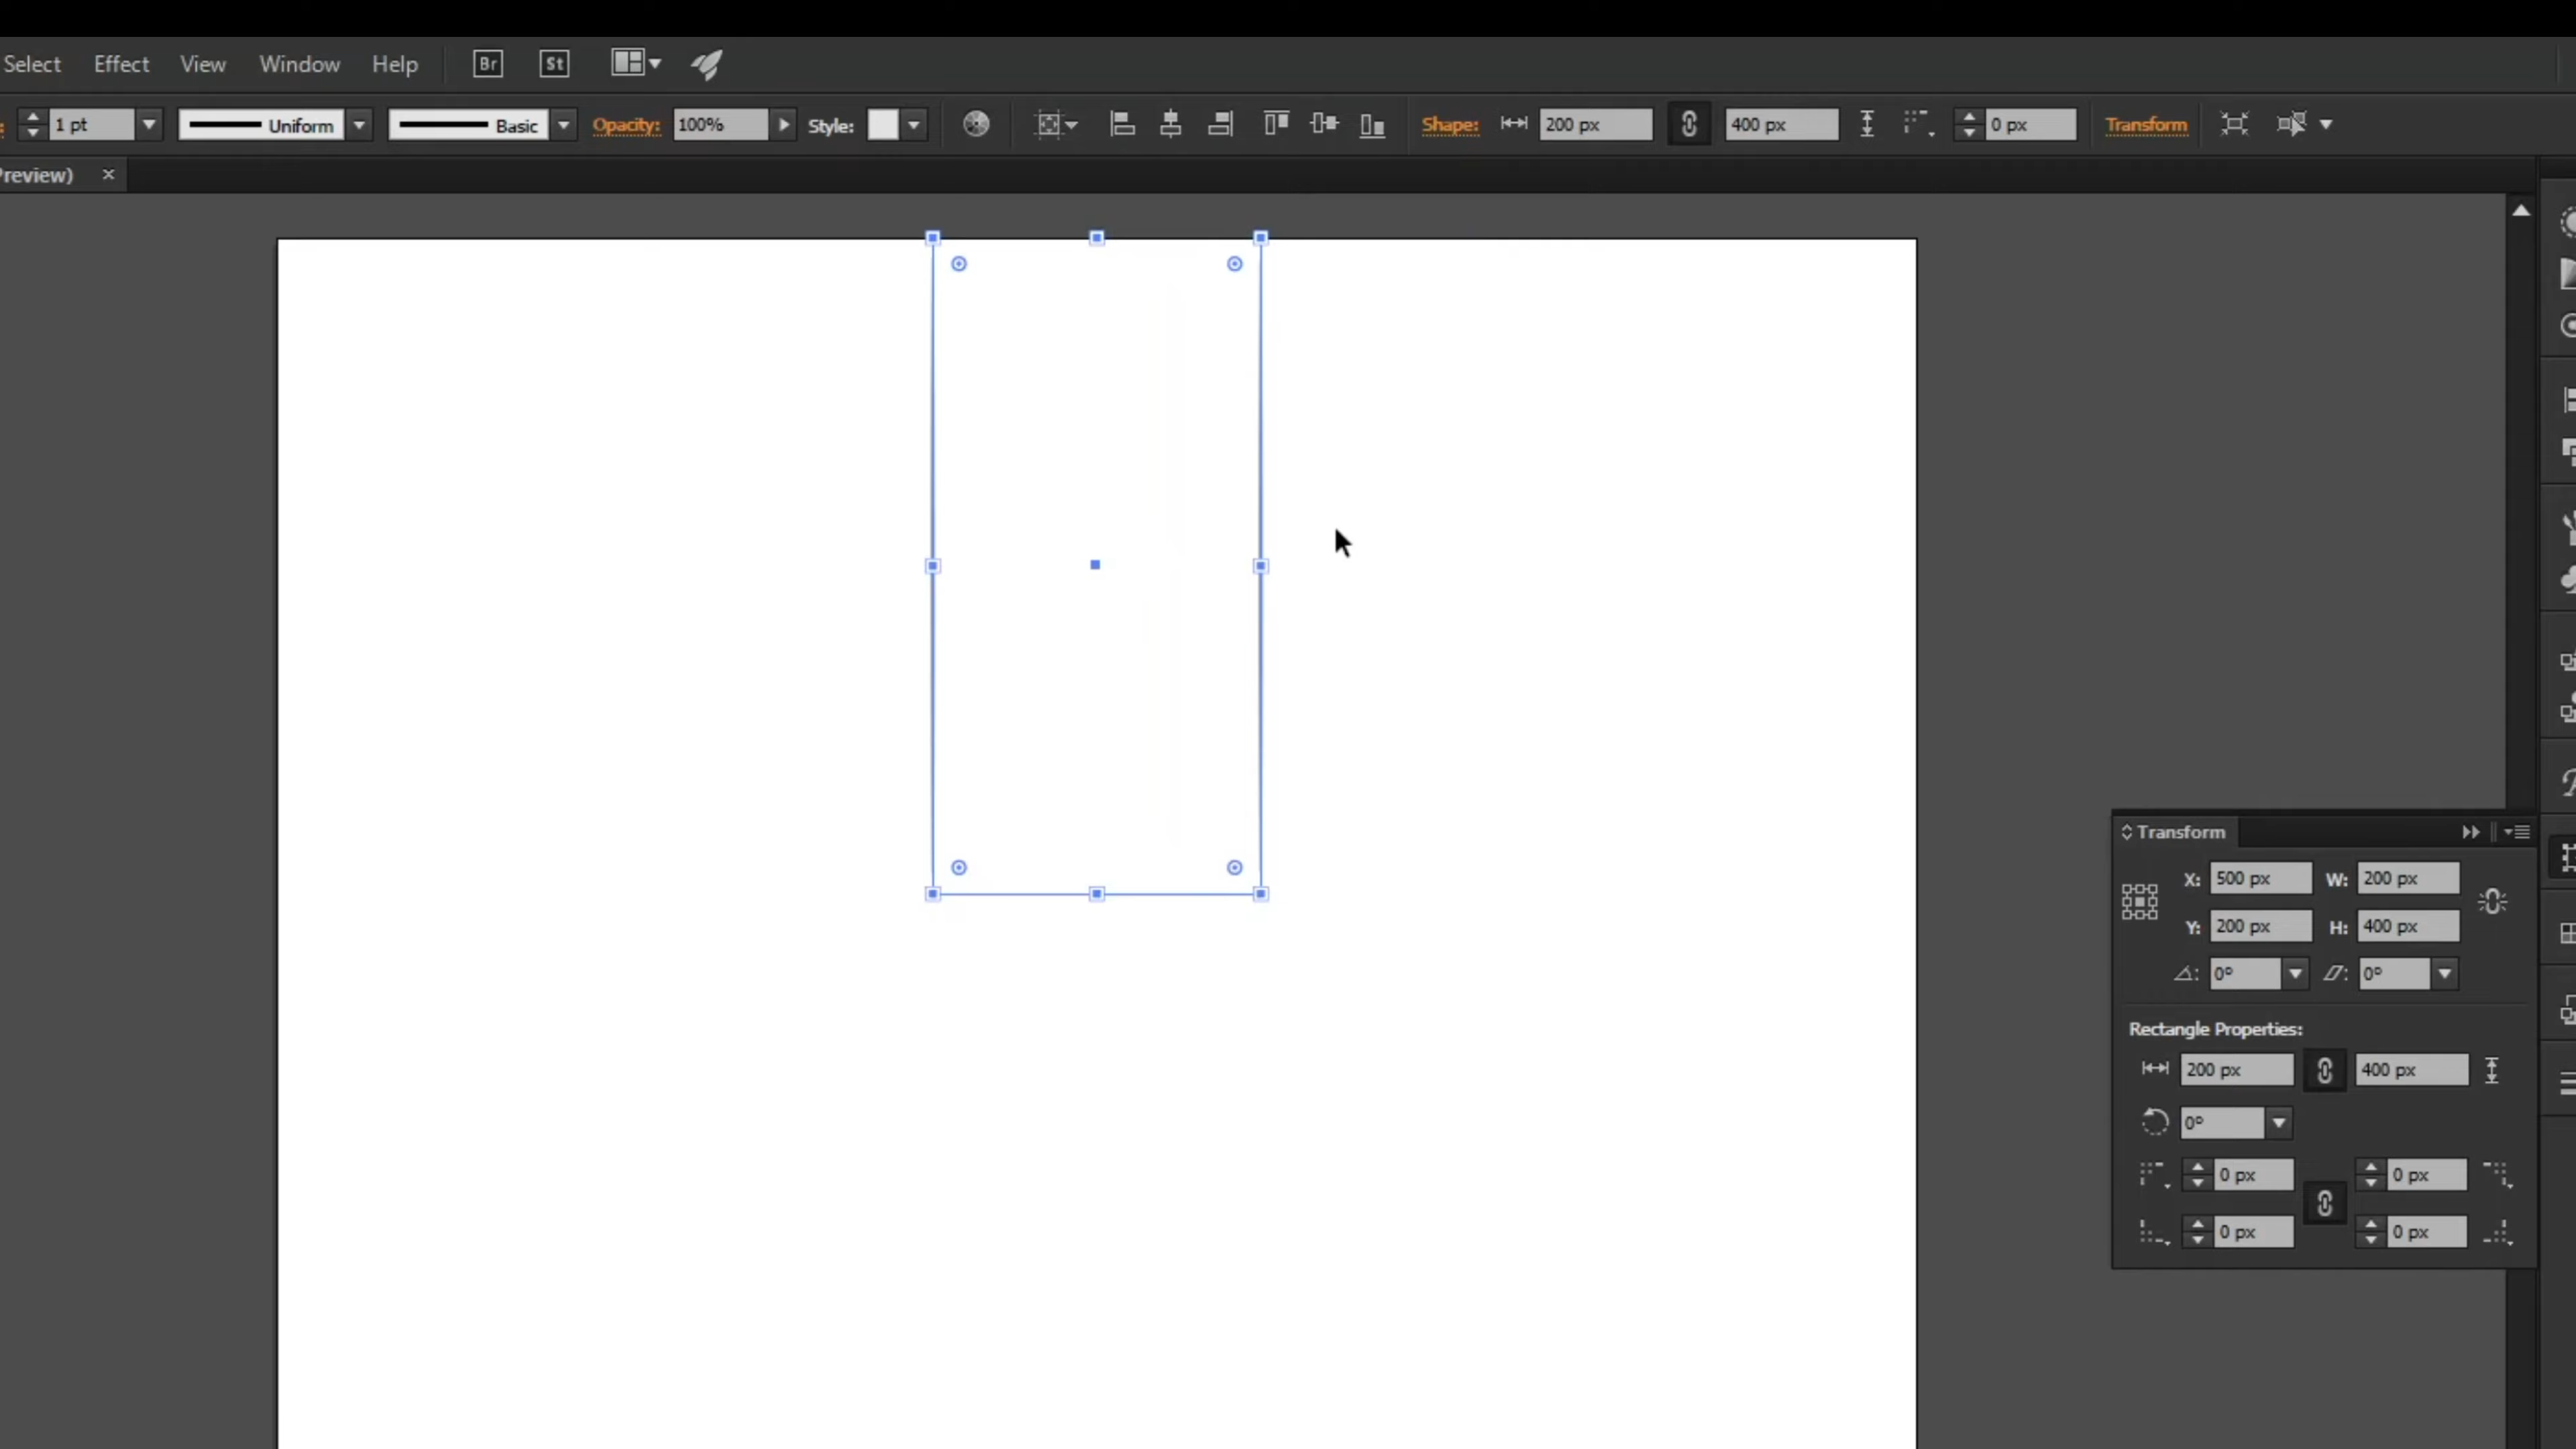 Select Effect View Window Help Br St
1 pt Uniform Basic Opacity: 100% Style: Shape: 200 px 400 px 0 px Transform
Preview) ×
Transform
X: 500 px W: 200 px
Y: 200 px H: 400 px
0° 0°
Rectangle Properties:
200 px 400 px
0°
0 px 0 px
0 px 0 px